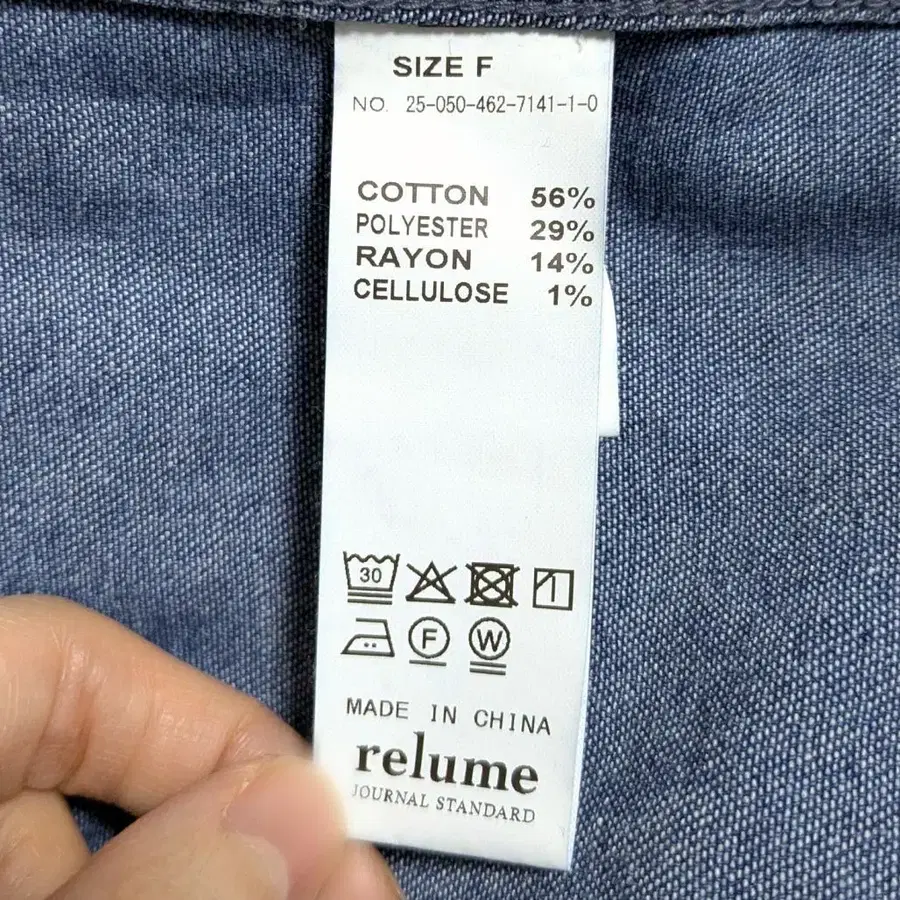 SIZE F
NO. 25-050-462-7141-1-0
COTTON 56%
POLYESTER 29%
RAYON 14%
CELLULOSE 1%
30
F W
MADE IN CHINA
relume
JOURNAL STANDARD